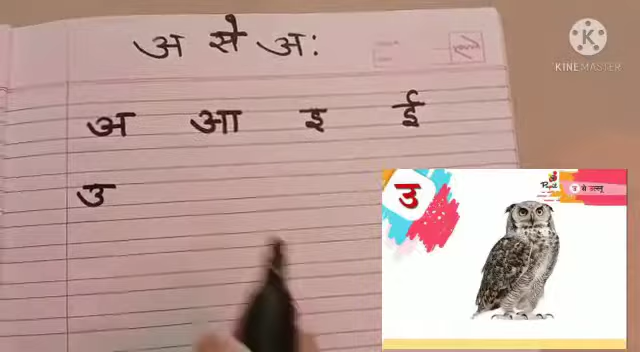 अ से अः
अ आ इ ई
उ
KINEMASTER
उ
उ से उल्लू